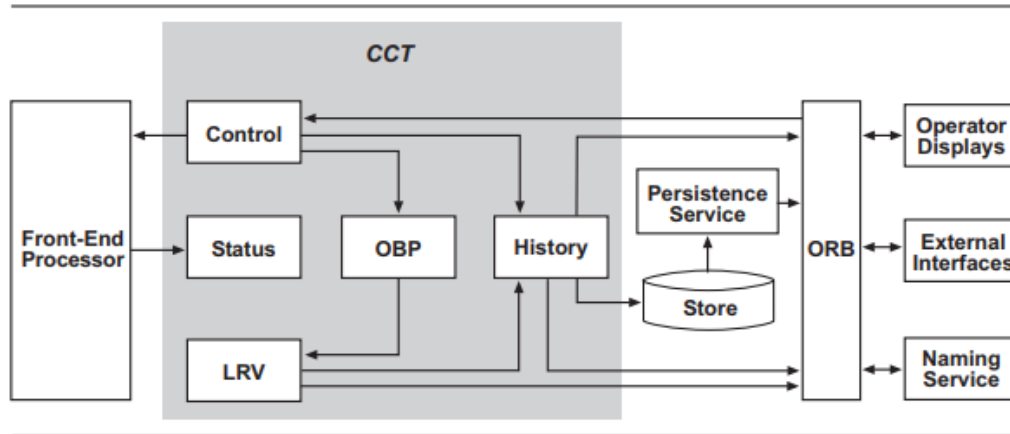 CCT
Control
Operator
Displays
Persistence
Service
Front-End
Processor
Status
OBP
History
ORB
External
Interfaces
Store
LRV
Naming
Service